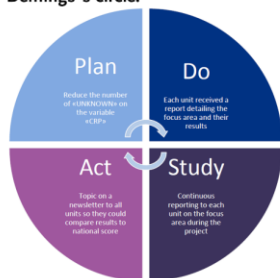 Deming's circle.
Plan
Reduce the number
of «UNKNOWN» on
the variable
«CRP»
Do
Each unit received a
report detailing the
focus area and their
results
Act
Topic on a
newsletter to all
units so they could
compare results to
national score
Study
Continuous
reporting to each
unit on the focus
area during the
project